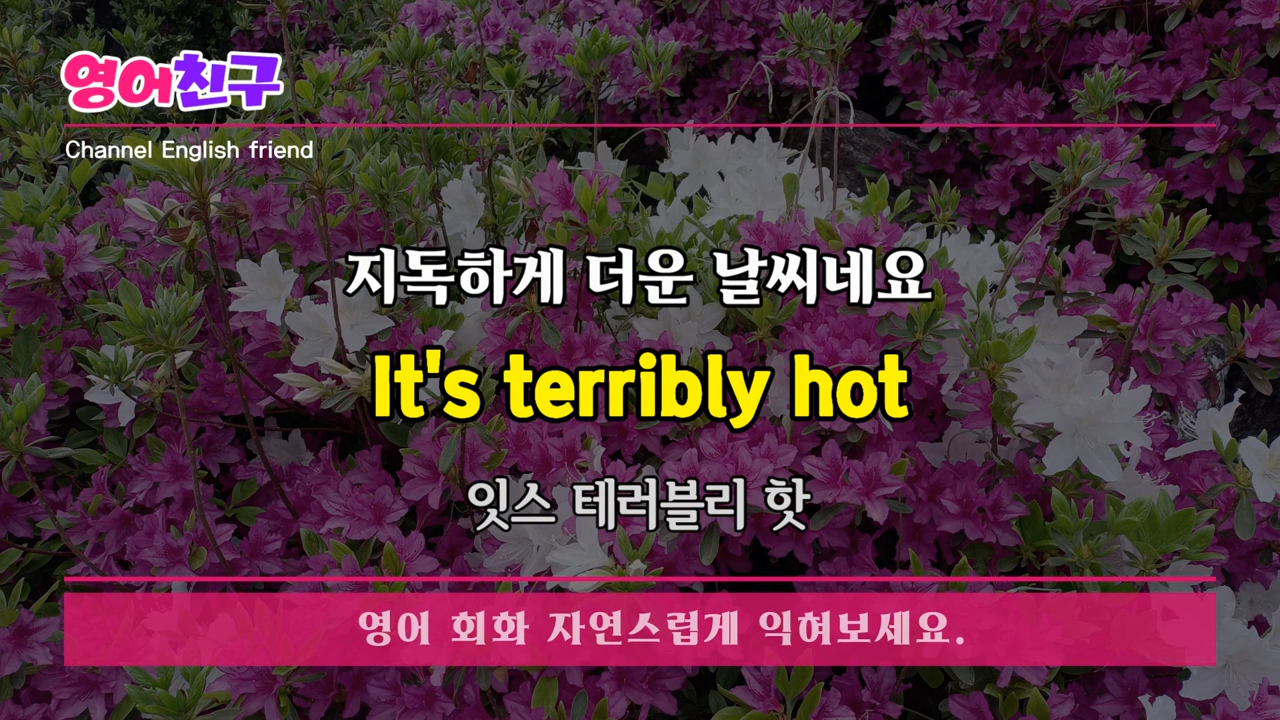 영어친구
Channel English friend
지독하게 더운 날씨네요
It's terribly hot
잇스 테러블리 핫
영어 회화 자연스럽게 익혀보세요.